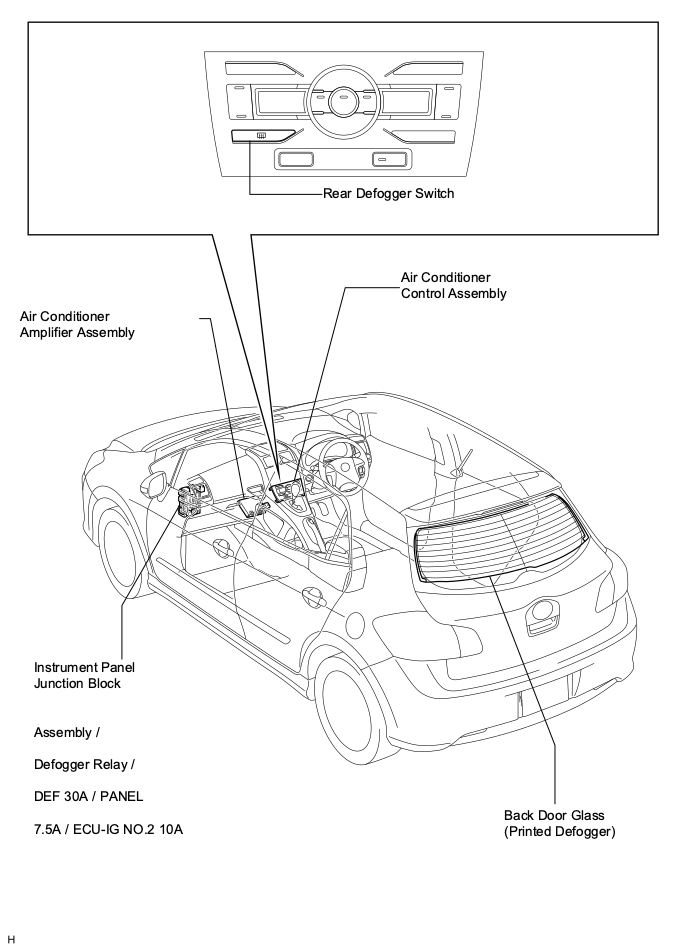 Rear Defogger Switch
Air Conditioner
Control Assembly
Air Conditioner
Amplifier Assembly
Instrument Panel
Junction Block
Assembly /
Defogger Relay /
DEF 30A / PANEL
7.5A / ECU-IG NO.2 10A
Back Door Glass
(Printed Defogger)
H